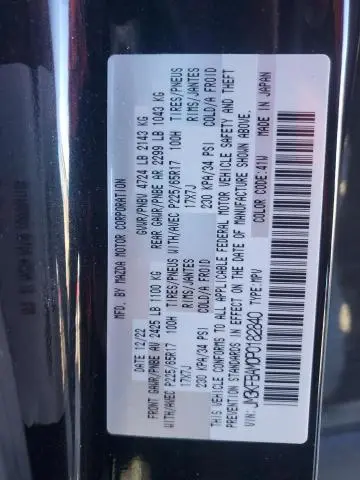 MFD. BY MAZDA MOTOR CORPORATION
DATE 12/22 GVWR/PNBV 4724 LB 2143 KG
FRONT GAWR/PNBE AV 2425 LB 1100 KG REAR GAWR/PNBE AR 2299 LB 1043 KG
WITH/AVEC P225/65R17 100H TIRES/PNEUS WITH/AVEC P225/65R17 100H TIRES/PNEUS
17X7J RIMS/JANTES 17X7J RIMS/JANTES
230 KPA/34 PSI COLD/A FROID 230 KPA/34 PSI COLD/A FROID
THIS VEHICLE CONFORMS TO ALL APPLICABLE FEDERAL MOTOR VEHICLE SAFETY AND THEFT
PREVENTION STANDARDS IN EFFECT ON THE DATE OF MANUFACTURE SHOWN ABOVE.
V/N: JM3KFBAM0P0182840 TYPE:MPV COLOR CODE:41W MADE IN JAPAN